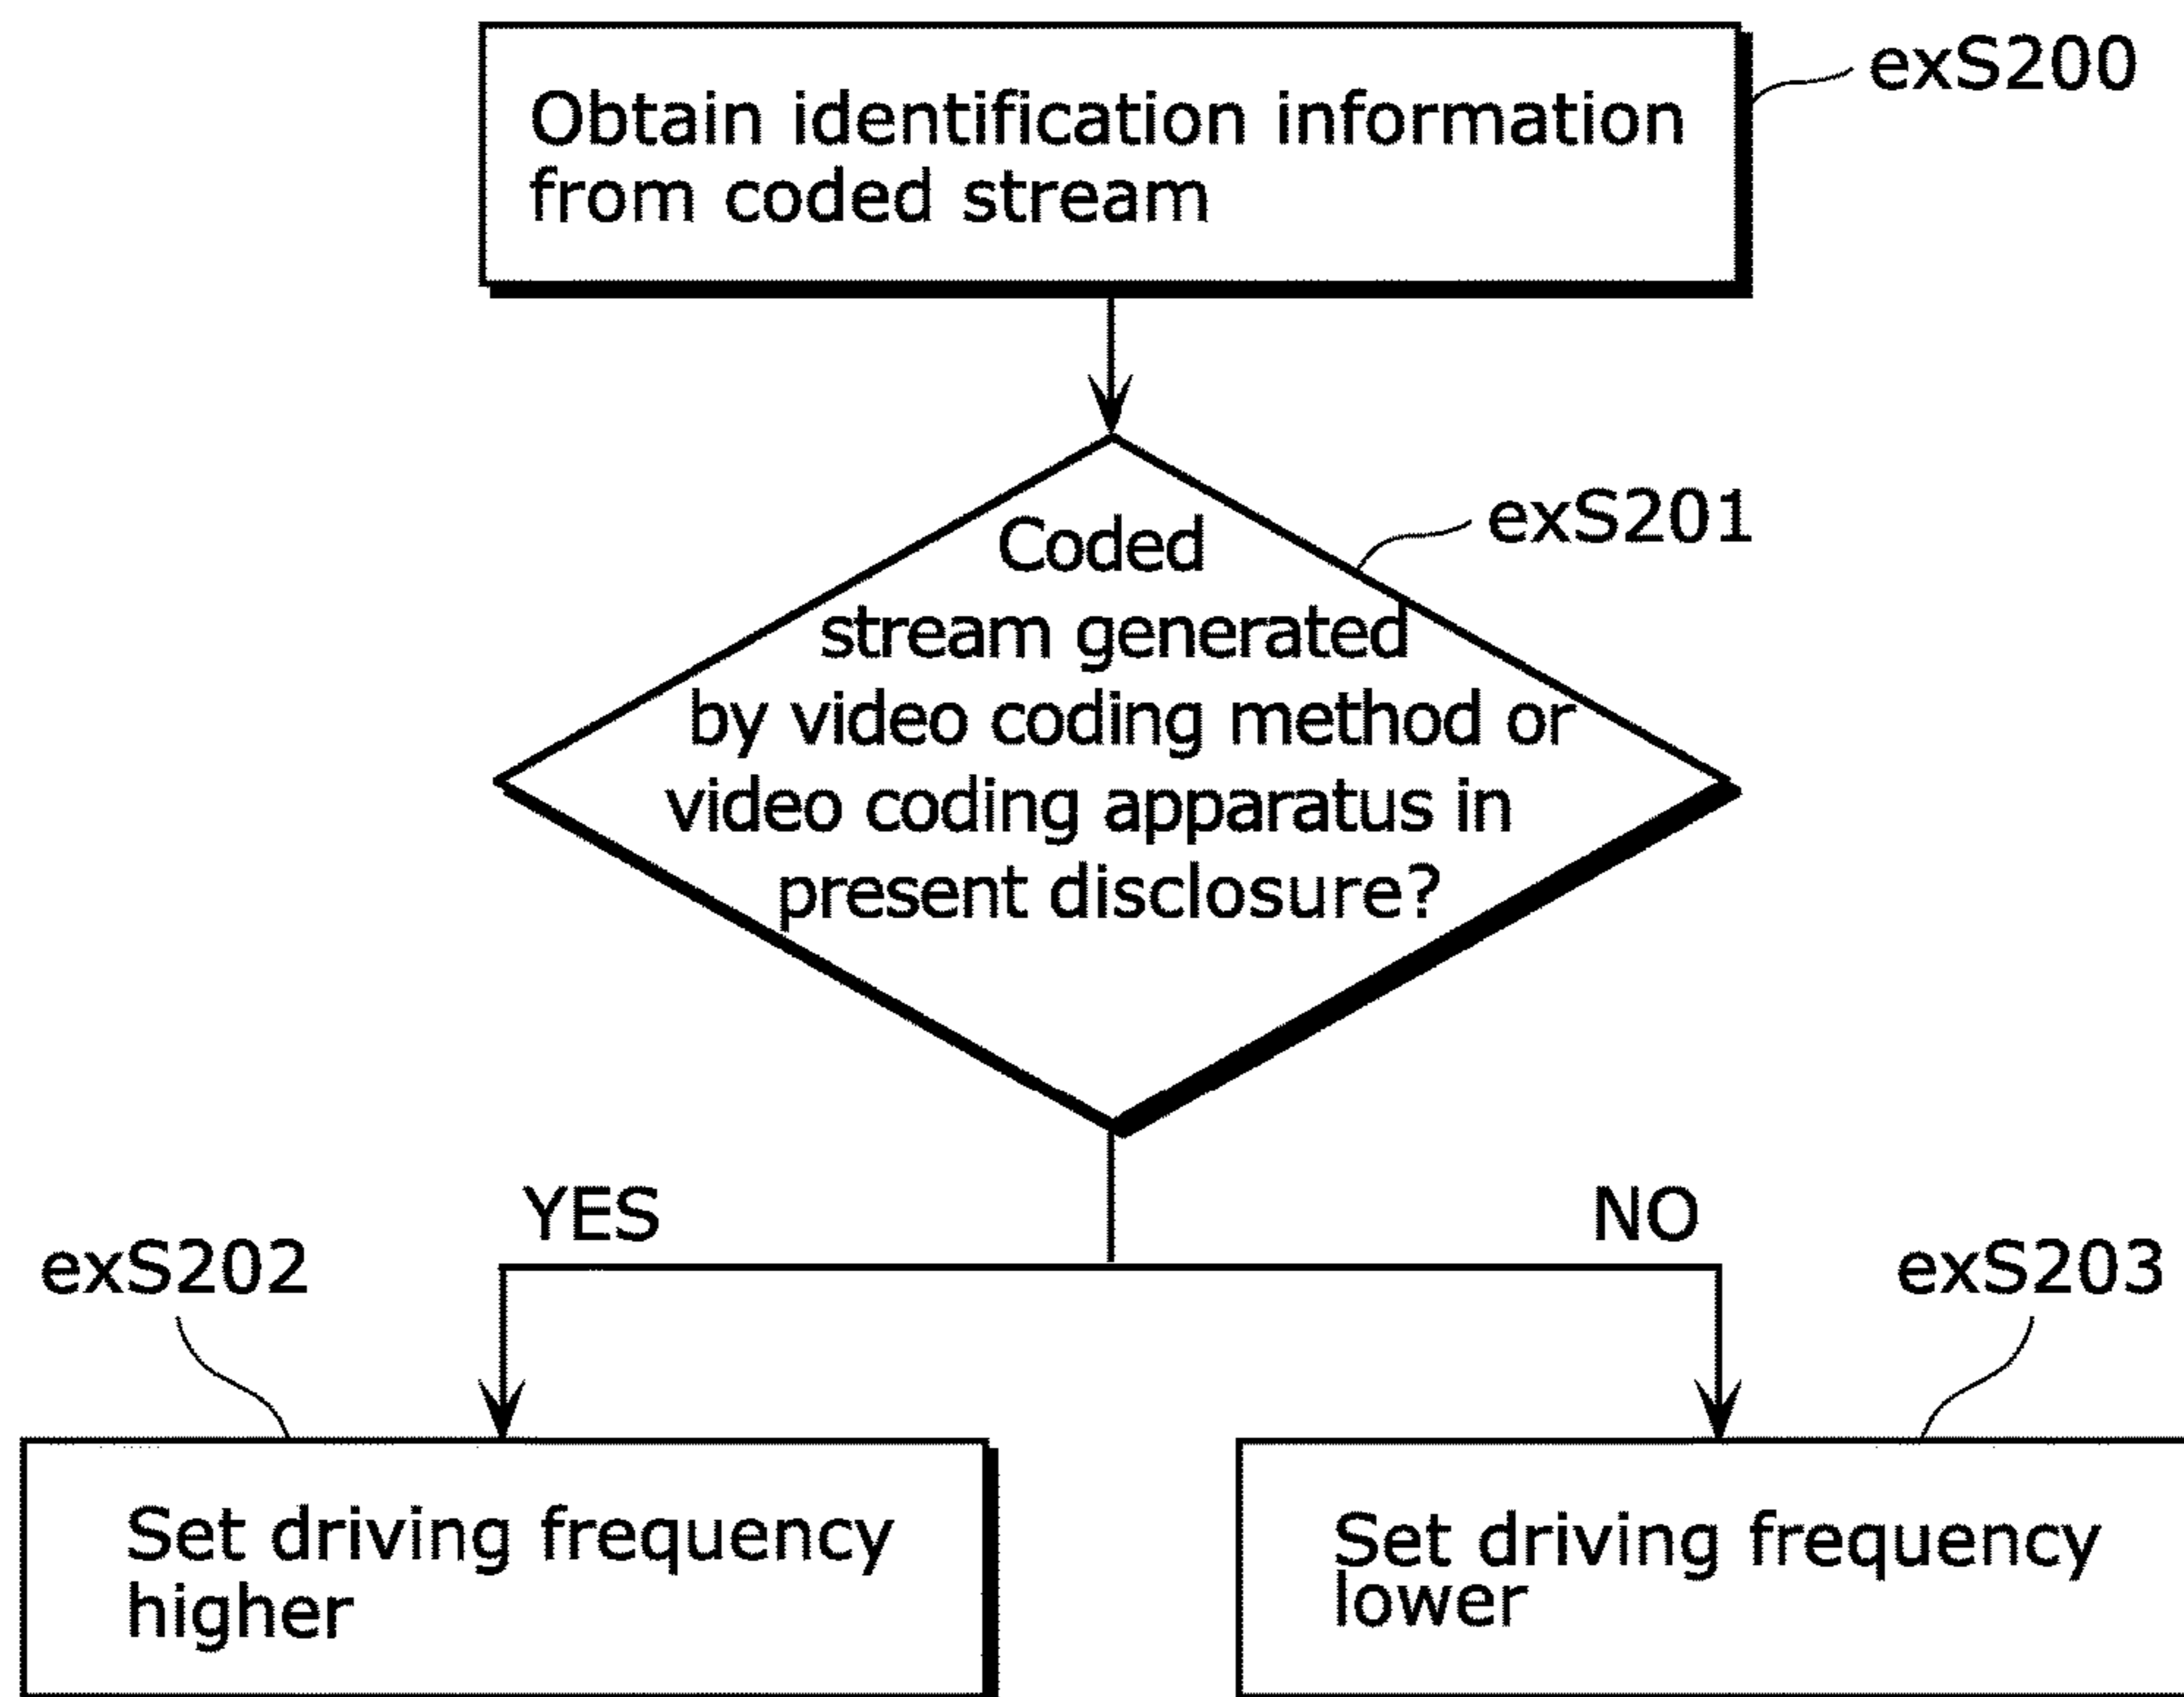 Obtain identification information
from coded stream
exS200
Coded
stream generated
by video coding method or
video coding apparatus in
present disclosure?
exS201
YES
NO
exS202
exS203
Set driving frequency
higher
Set driving frequency
lower